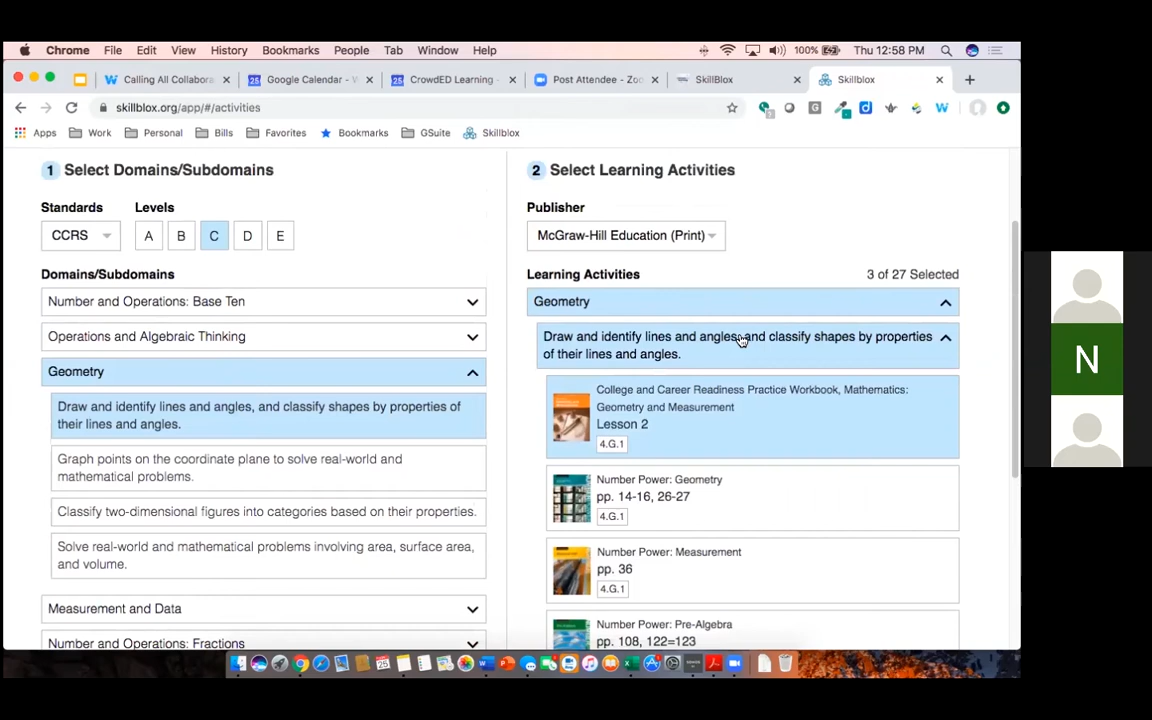 Chrome File Edit View History Bookmarks People Tab Window Help 100% Thu 12:58 PM
Calling All Collabora Google Calendar - CrowdED Learning - Post Attendee - Zoo SkillBlox Skillblox
skillblox.org/app/#/activities
Apps Work Personal Bills Favorites Bookmarks GSuite Skillblox
1 Select Domains/Subdomains
Standards Levels
CCRS A B C D E
Domains/Subdomains
Number and Operations: Base Ten
Operations and Algebraic Thinking
Geometry
Draw and identify lines and angles, and classify shapes by properties of
their lines and angles.
Graph points on the coordinate plane to solve real-world and
mathematical problems.
Classify two-dimensional figures into categories based on their properties.
Solve real-world and mathematical problems involving area, surface area,
and volume.
Measurement and Data
Number and Operations: Fractions
2 Select Learning Activities
Publisher
McGraw-Hill Education (Print)
Learning Activities 3 of 27 Selected
Geometry
Draw and identify lines and angles, and classify shapes by properties
of their lines and angles.
College and Career Readiness Practice Workbook, Mathematics:
Geometry and Measurement
Lesson 2
4.G.1
Number Power: Geometry
pp. 14-16, 26-27
4.G.1
Number Power: Measurement
pp. 36
4.G.1
Number Power: Pre-Algebra
pp. 108, 122=123
N